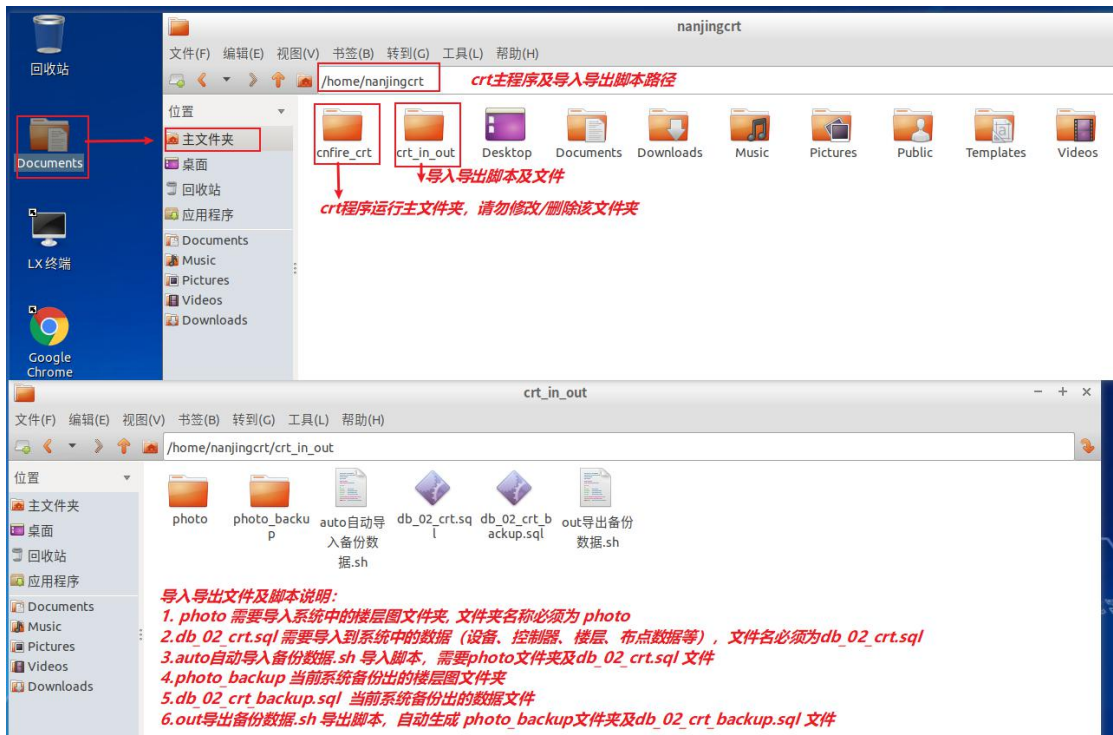 nanjingcrt
回收站
文件(F) 编辑(E) 视图(V) 书签(B) 转到(G) 工具(L) 帮助(H)
/home/nanjingcrt crt主程序及导入导出脚本路径
位置
主文件夹
桌面
回收站
应用程序
Documents
Music
Pictures
Videos
Downloads
Documents
LX终端
Google
Chrome
cnfire_crt crt_in_out Desktop Documents Downloads Music Pictures Public Templates Videos
导入导出脚本及文件
crt程序运行主文件夹，请勿修改/删除该文件夹
crt_in_out
文件(F) 编辑(E) 视图(V) 书签(B) 转到(G) 工具(L) 帮助(H)
/home/nanjingcrt/crt_in_out
位置
主文件夹
桌面
回收站
应用程序
Documents
Music
Pictures
Videos
Downloads
photo
photo_backu
p
auto自动导
入备份数
据.sh
db_02_crt.sq
l
db_02_crt_b
ackup.sql
out导出备份
数据.sh
导入导出文件及脚本说明：
1. photo 需要导入系统中的楼层图文件夹, 文件夹名称必须为 photo
2.db_02_crt.sql 需要导入到系统中的数据（设备、控制器、楼层、布点数据等），文件名必须为db_02_crt.sql
3.auto自动导入备份数据.sh 导入脚本，需要photo文件夹及db_02_crt.sql 文件
4.photo_backup 当前系统备份出的楼层图文件夹
5.db_02_crt_backup.sql 当前系统备份出的数据文件
6.out导出备份数据.sh 导出脚本，自动生成 photo_backup文件夹及db_02_crt_backup.sql 文件